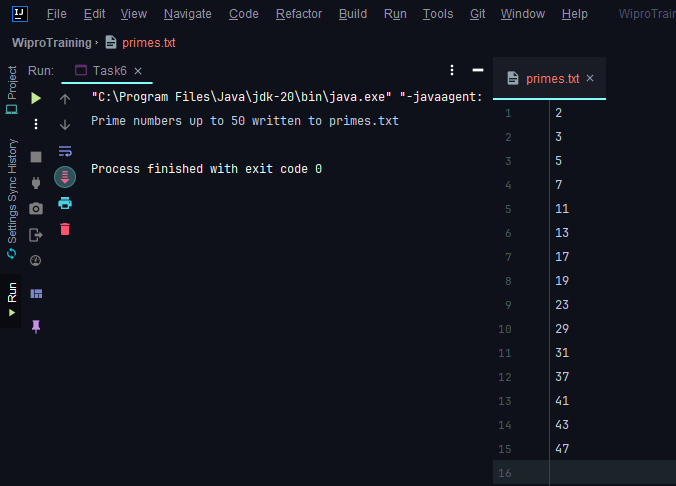 IJ File Edit View Navigate Code Refactor Build Run Tools Git Window Help WiproTraining
WiproTraining › primes.txt
Project
Settings Sync History
Run
Run: Task6 ×
"C:\Program Files\Java\jdk-20\bin\java.exe" "-javaagent:
Prime numbers up to 50 written to primes.txt
Process finished with exit code 0
primes.txt ×
1 2
2 3
3 5
4 7
5 11
6 13
7 17
8 19
9 23
10 29
11 31
12 37
13 41
14 43
15 47
16